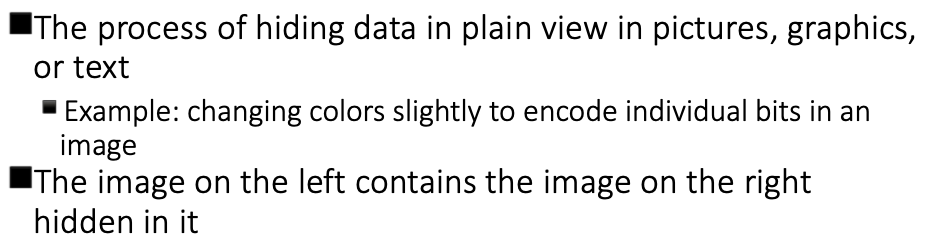 ■The process of hiding data in plain view in pictures, graphics,
or text
■ Example: changing colors slightly to encode individual bits in an
image
■The image on the left contains the image on the right
hidden in it